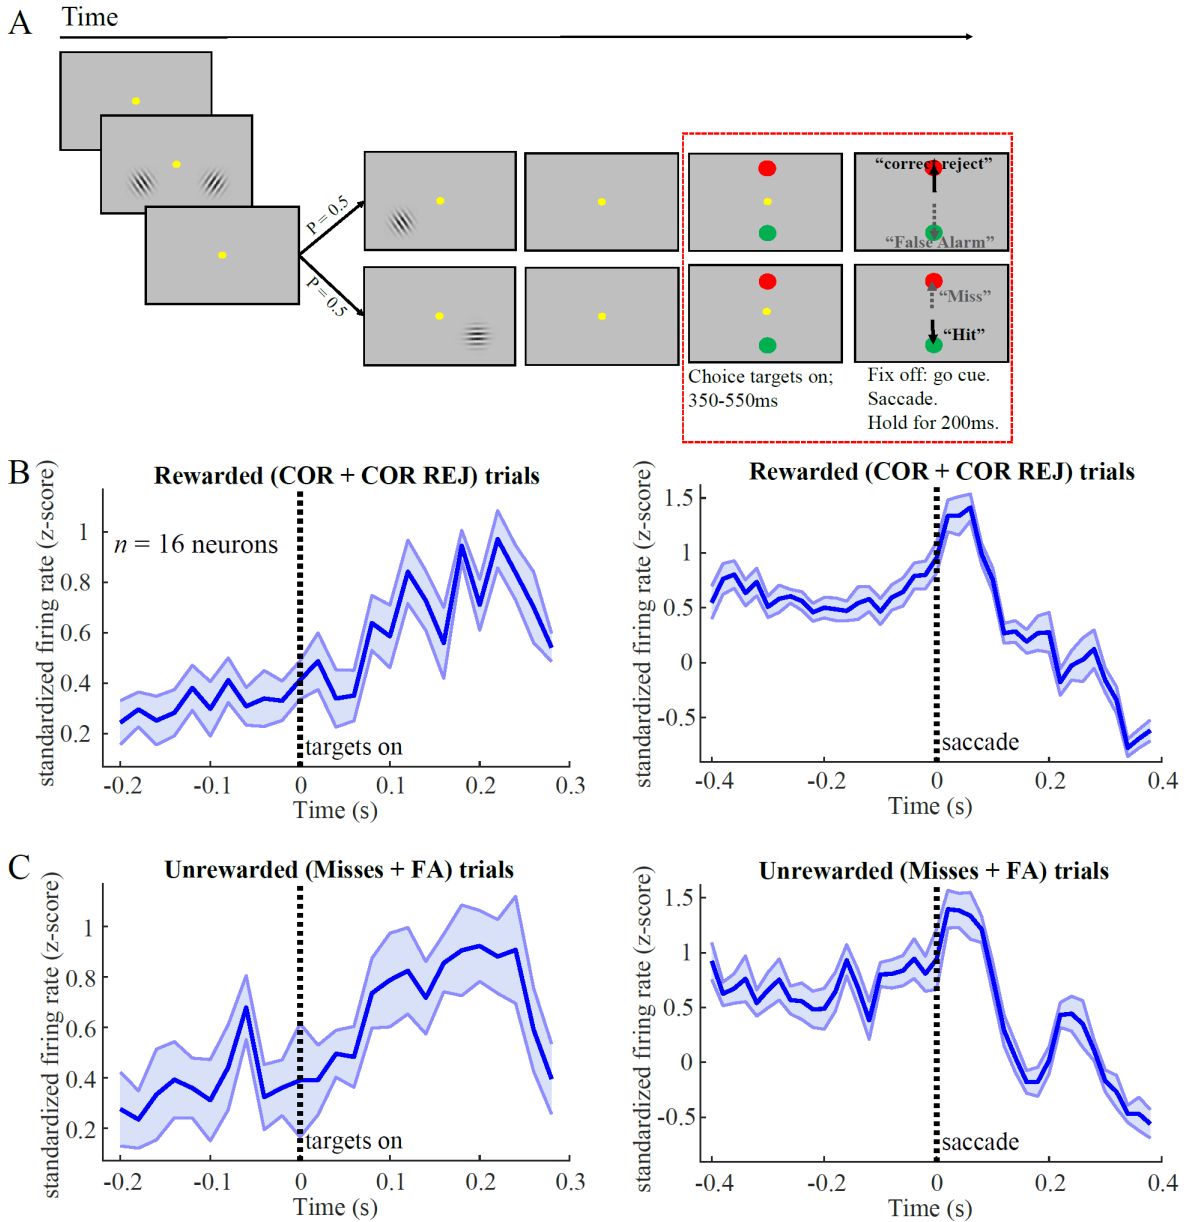 A
Time
P = 0.5
P = 0.5
"correct reject"
"False Alarm"
"Miss"
"Hit"
Choice targets on;
350-550ms
Fix off: go cue.
Saccade.
Hold for 200ms.
B
Rewarded (COR + COR REJ) trials
standardized firing rate (z-score)
n = 16 neurons
1
0.8
0.6
0.4
0.2
targets on
-0.2
-0.1
0
0.1
0.2
0.3
Time (s)
Rewarded (COR + COR REJ) trials
standardized firing rate (z-score)
1.5
1
0.5
0
-0.5
saccade
-0.4
-0.2
0
0.2
0.4
Time (s)
C
Unrewarded (Misses + FA) trials
standardized firing rate (z-score)
1
0.8
0.6
0.4
0.2
targets on
-0.2
-0.1
0
0.1
0.2
0.3
Time (s)
Unrewarded (Misses + FA) trials
standardized firing rate (z-score)
1.5
1
0.5
0
-0.5
saccade
-0.4
-0.2
0
0.2
0.4
Time (s)